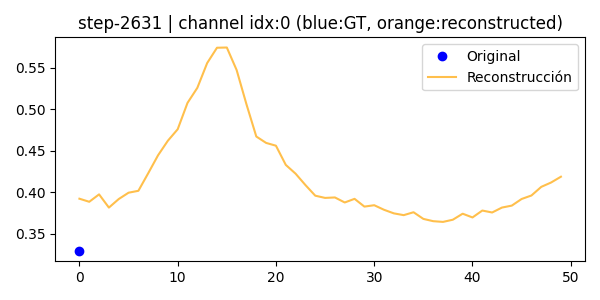 step-2631 | channel idx:0 (blue:GT, orange:reconstructed)
Original
Reconstrucción
0.55
0.50
0.45
0.40
0.35
0 10 20 30 40 50